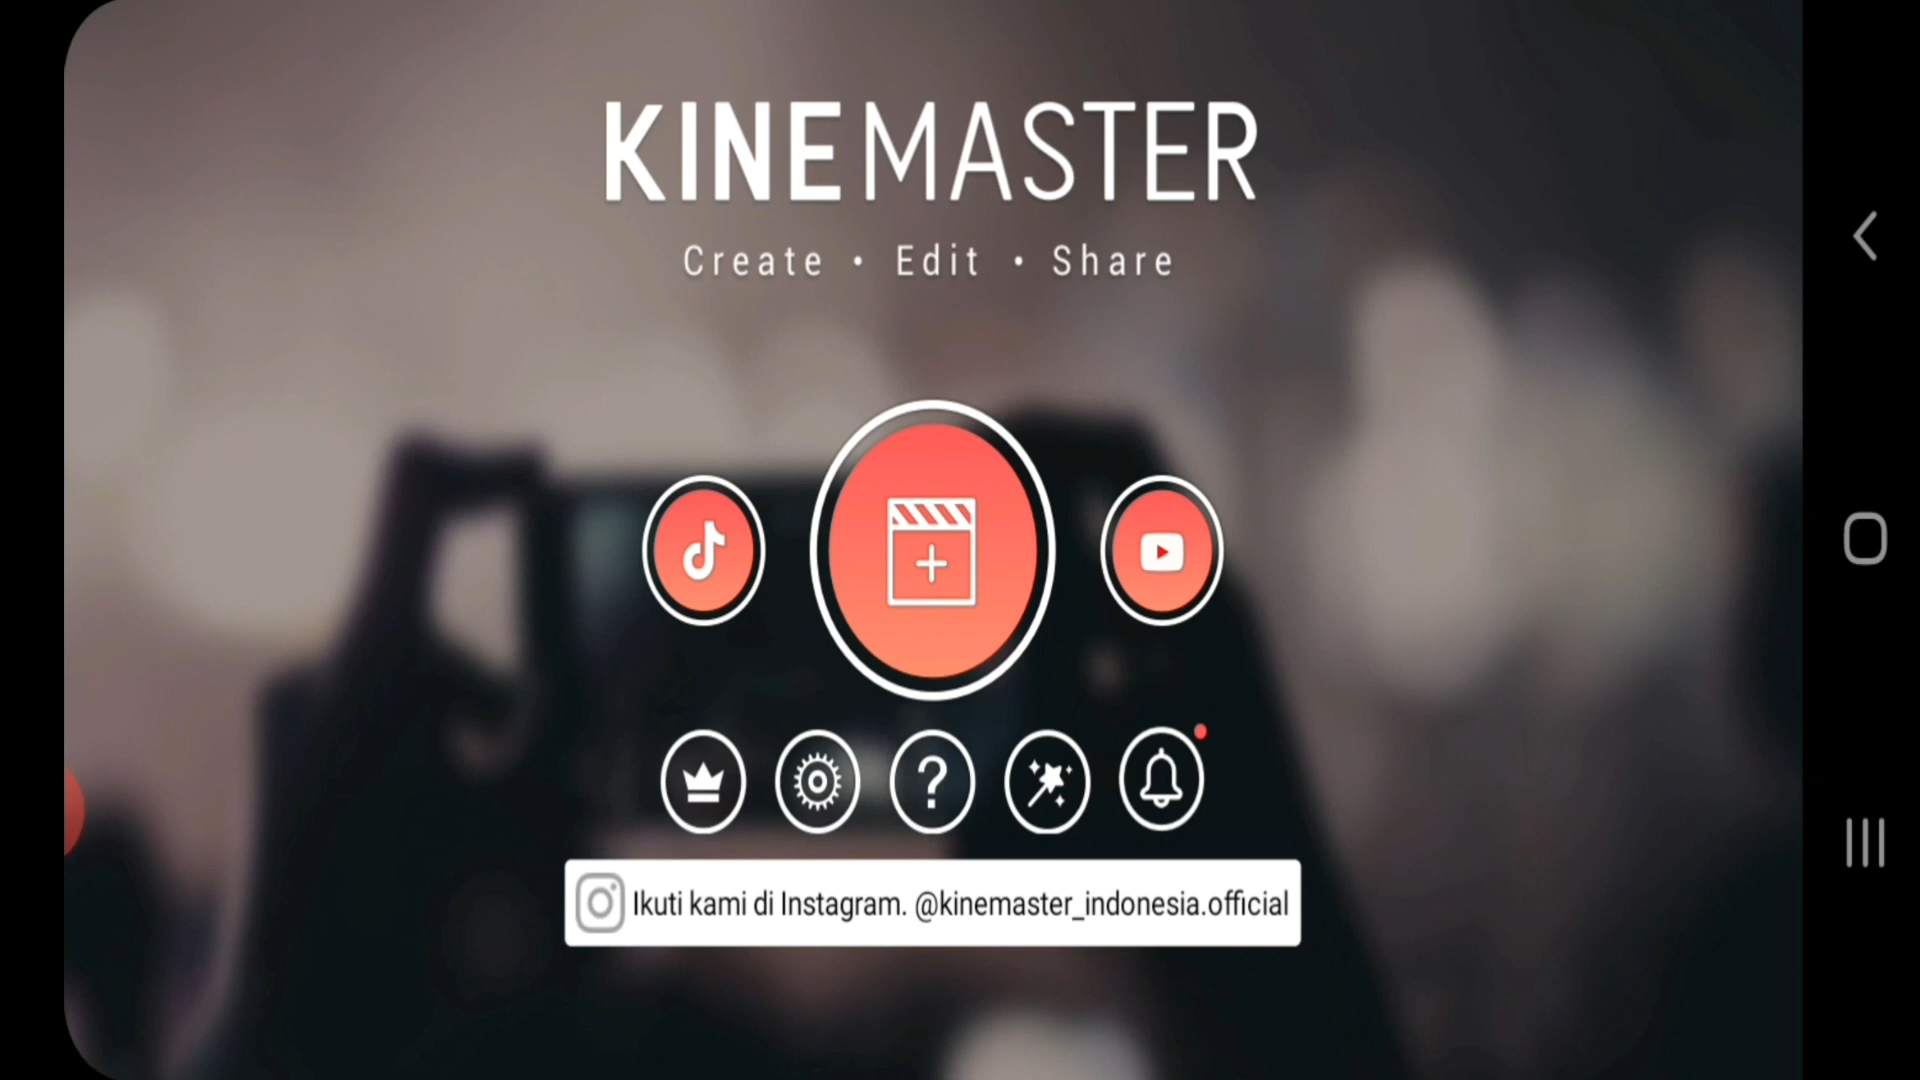 KINEMASTER
Create • Edit • Share
?
Ikuti kami di Instagram. @kinemaster_indonesia.official